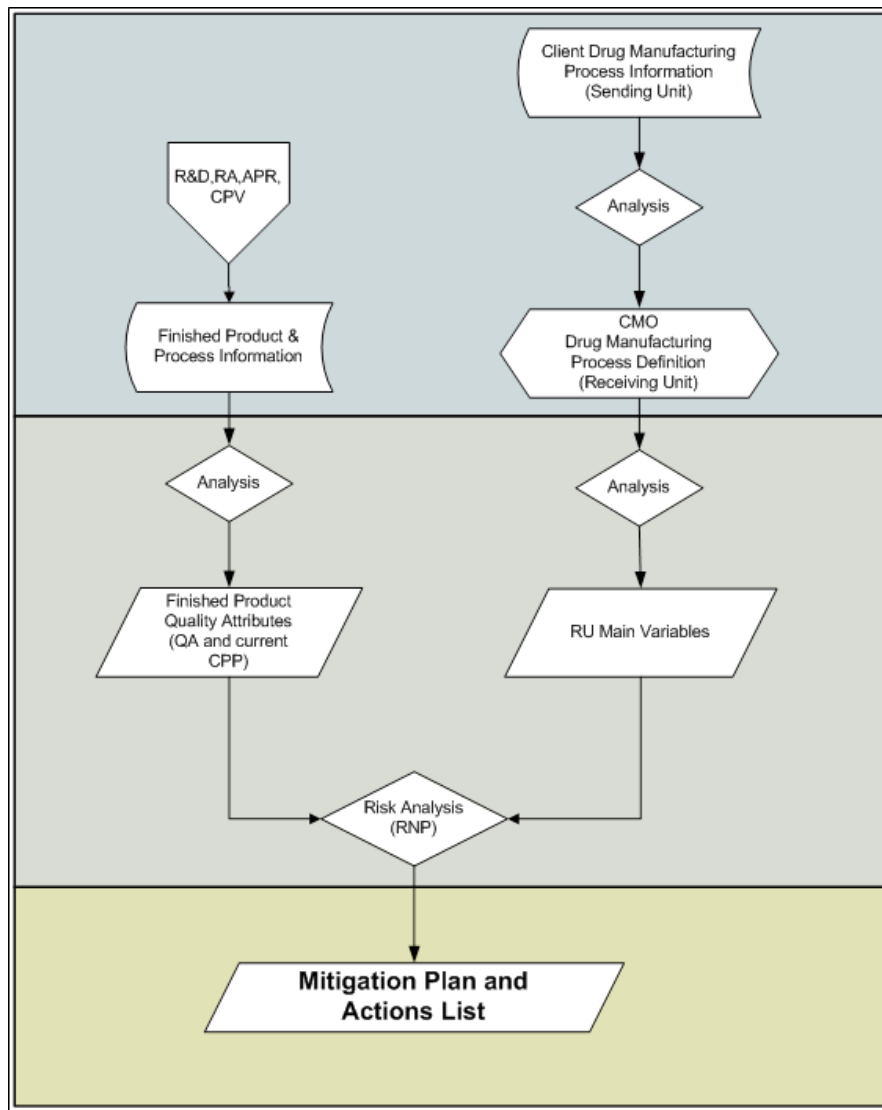 Client Drug Manufacturing
Process Information
(Sending Unit)
R&D,RA,APR,
CPV
Analysis
Finished Product &
Process Information
CMO
Drug Manufacturing
Process Definition
(Receiving Unit)
Analysis
Analysis
Finished Product
Quality Attributes
(QA and current
CPP)
RU Main Variables
Risk Analysis
(RNP)
Mitigation Plan and
Actions List